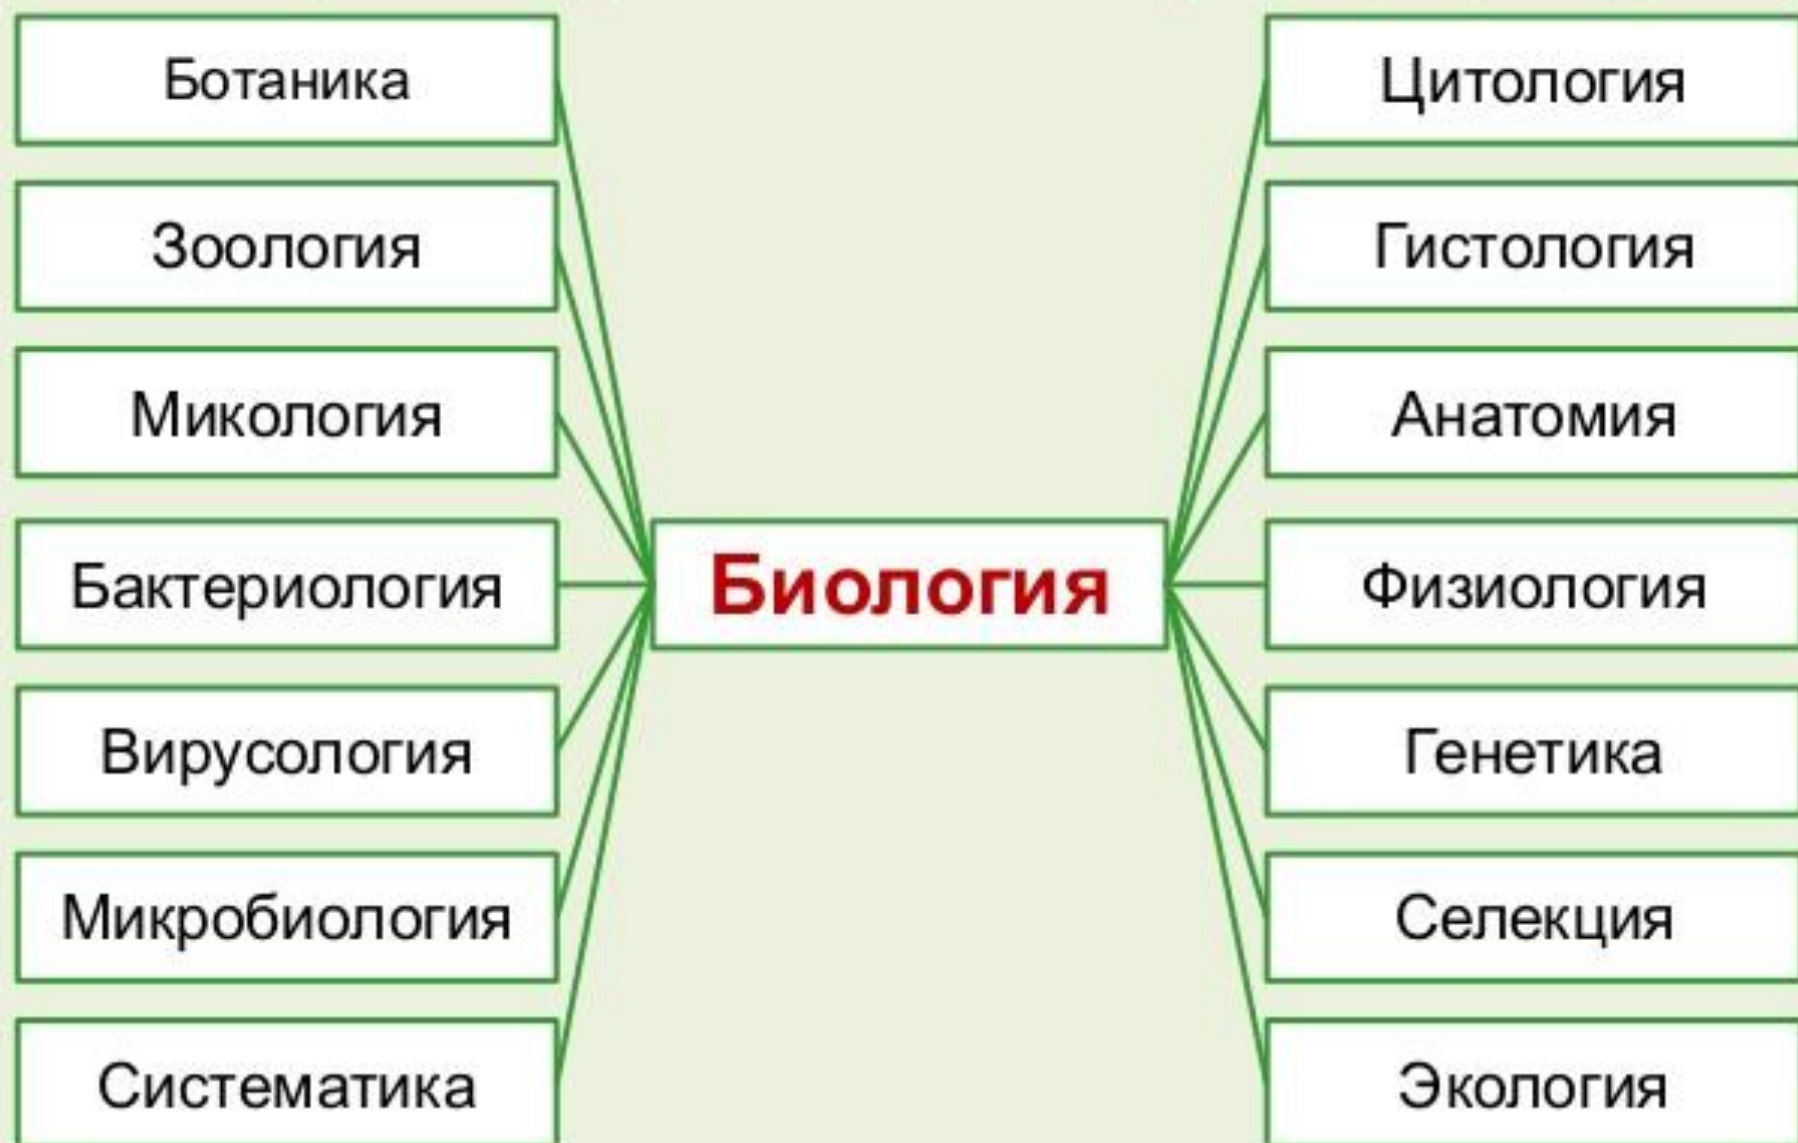 Ботаника
Зоология
Микология
Бактериология
Вирусология
Микробиология
Систематика
Биология
Цитология
Гистология
Анатомия
Физиология
Генетика
Селекция
Экология